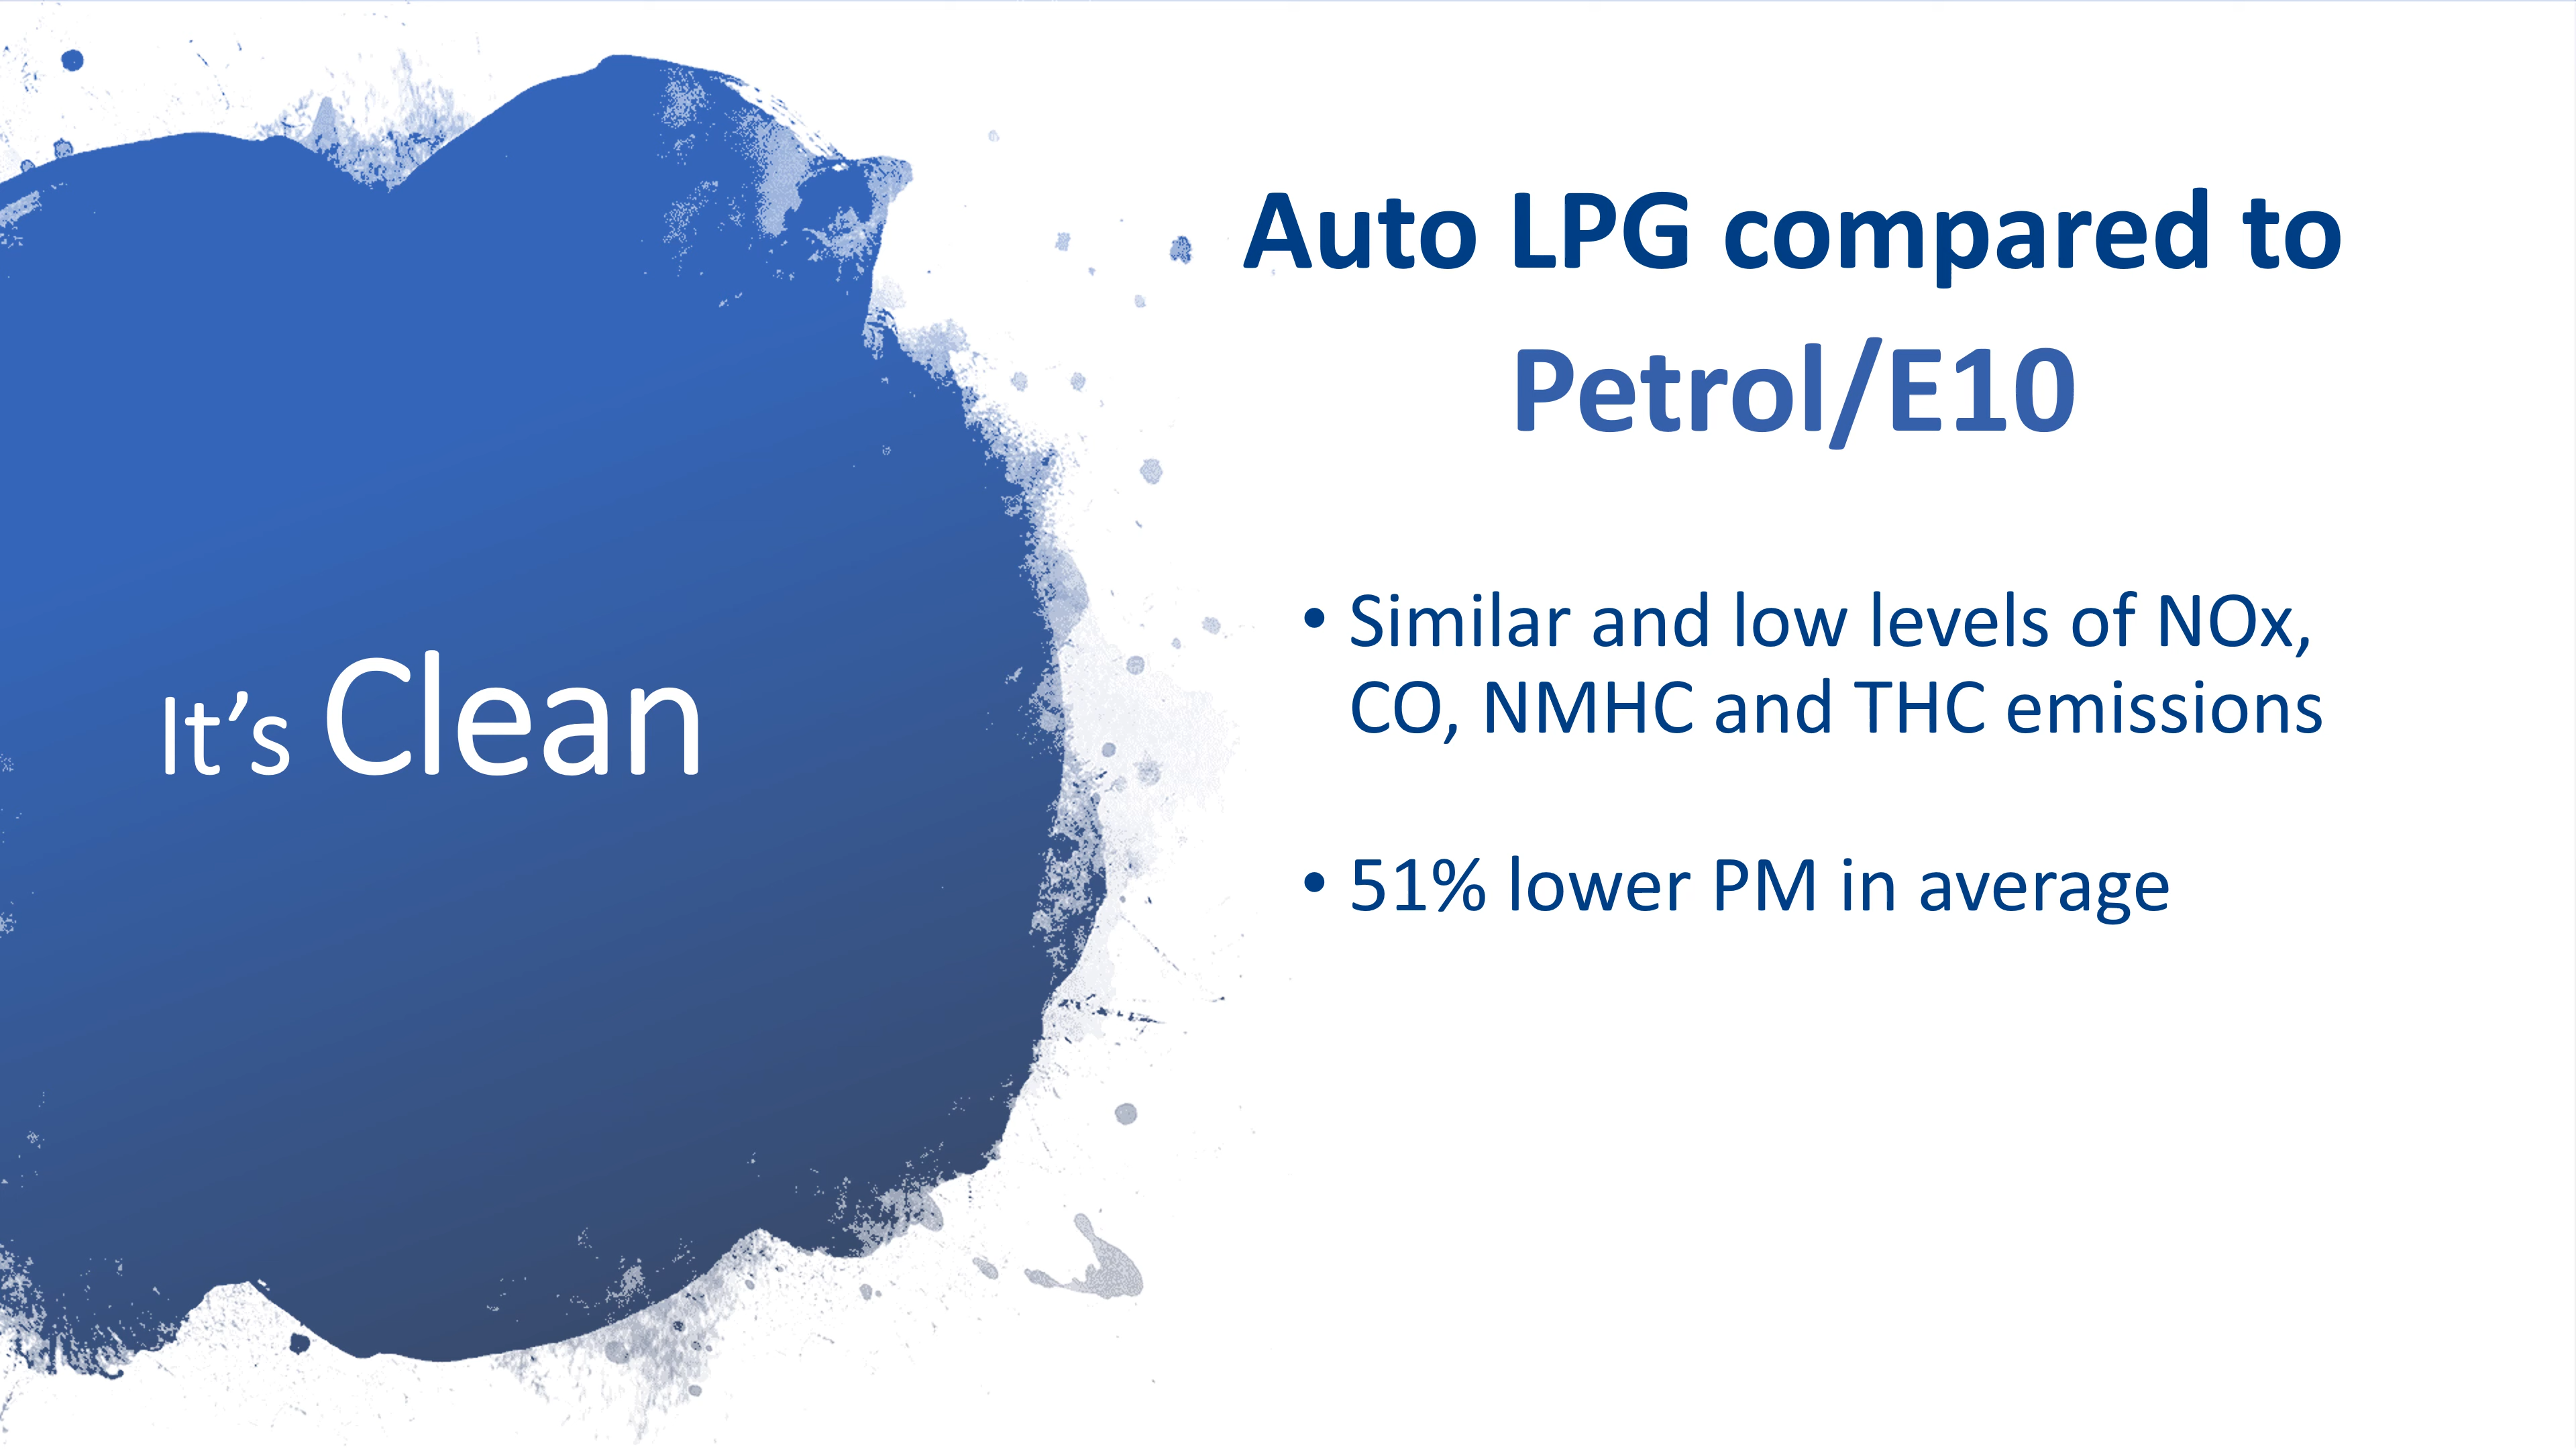 It’s Clean
Auto LPG compared to
Petrol/E10
• Similar and low levels of NOx,
CO, NMHC and THC emissions
• 51% lower PM in average